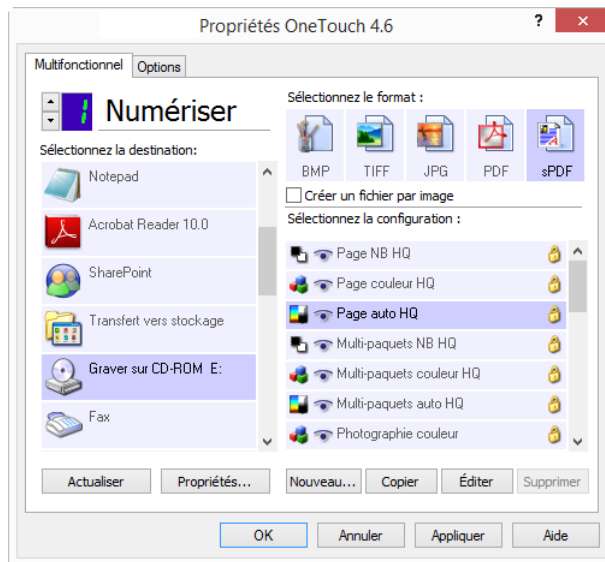 Propriétés OneTouch 4.6
?
Multifonctionnel
Options
1
Numériser
Sélectionnez la destination:
Notepad
Acrobat Reader 10.0
SharePoint
Transfert vers stockage
Graver sur CD-ROM E:
Fax
Actualiser
Propriétés...
Sélectionnez le format :
BMP
TIFF
JPG
PDF
sPDF
Créer un fichier par image
Sélectionnez la configuration :
Page NB HQ
Page couleur HQ
Page auto HQ
Multi-paquets NB HQ
Multi-paquets couleur HQ
Multi-paquets auto HQ
Photographie couleur
Nouveau...
Copier
Éditer
Supprimer
OK
Annuler
Appliquer
Aide